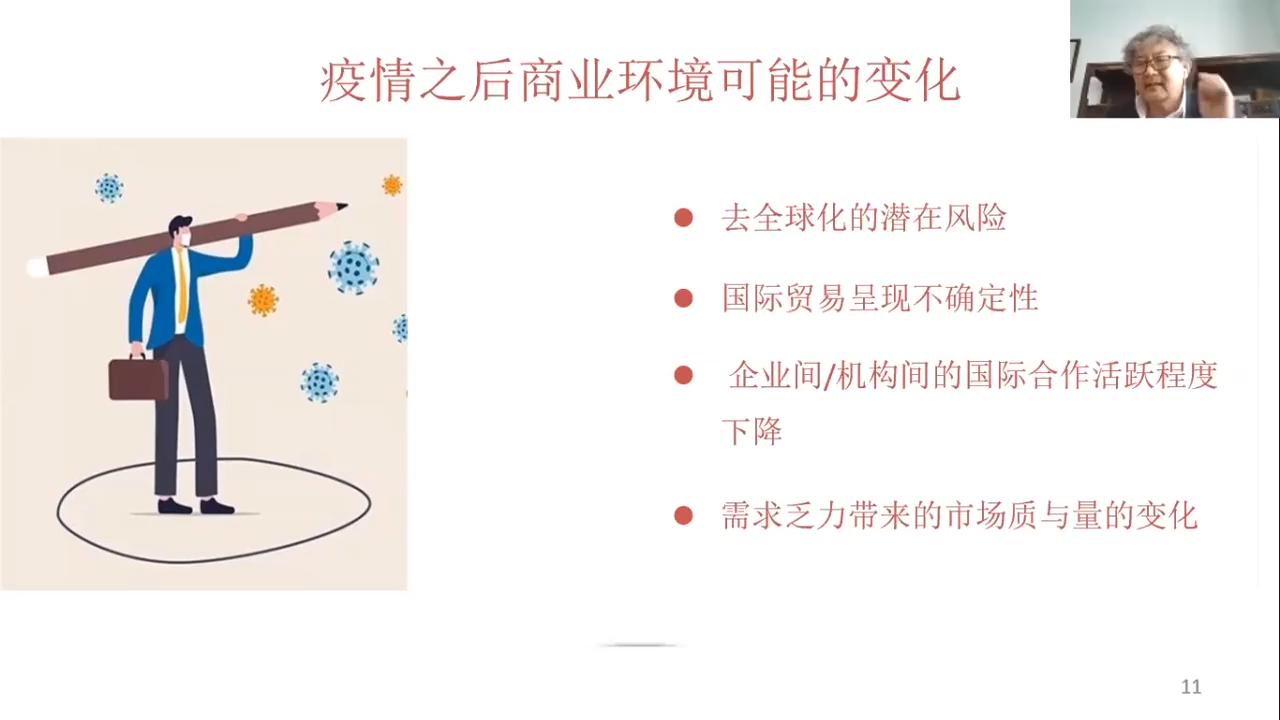 疫情之后商业环境可能的变化
去全球化的潜在风险
国际贸易呈现不确定性
企业间/机构间的国际合作活跃程度
下降
需求乏力带来的市场质与量的变化
11